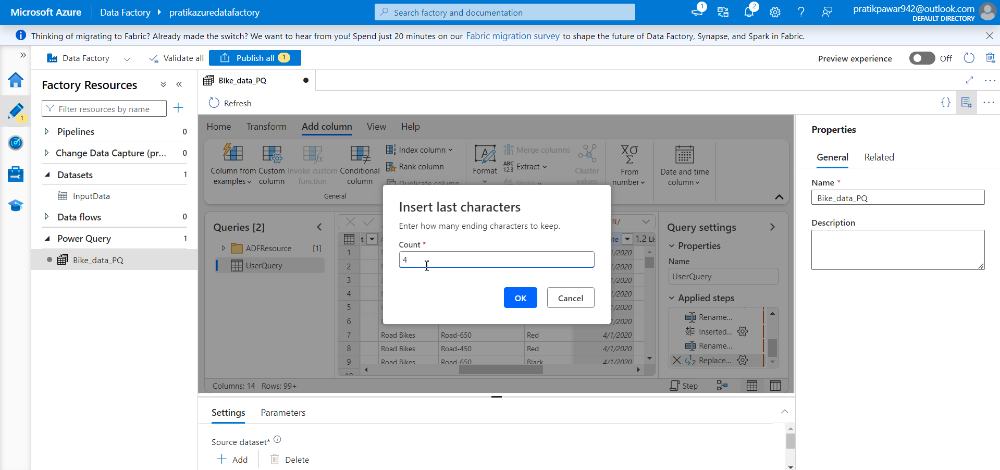 Microsoft Azure Data Factory pratikazuredatafactory Search factory and documentation 1 2 pratikpawar942@outlook.com
DEFAULT DIRECTORY
Thinking of migrating to Fabric? Already made the switch? We want to hear from you! Spend just 20 minutes on our Fabric migration survey to shape the future of Data Factory, Synapse, and Spark in Fabric.
Data Factory Validate all Publish all 1 Preview experience Off
Factory Resources
Filter resources by name
1
Pipelines 0
Change Data Capture (pr... 0
Datasets 1
InputData
Data flows 0
Power Query 1
Bike_data_PQ
Bike_data_PQ
Refresh
Home Transform Add column View Help
Column from examples
Custom column
Invoke custom function
Conditional column
Index column
Rank column
Duplicate column
General
Format
Merge columns
ABC
123 Extract
abc Parse
Cluster values
From number
Date and time column
Queries [2]
ADFResource [1]
UserQuery
Insert last characters
Enter how many ending characters to keep.
Count *
4
OK Cancel
t te 1.2 Li
1 /1/2020
2 /1/2020
3 /1/2020
4 /1/2020
5 /1/2020
6 /1/2020
7 Road Bikes Road-650 Red 4/1/2020
8 Road Bikes Road-450 Red 4/1/2020
9 Road Bikes Road-650 Black 4/1/2020
10
Columns: 14 Rows: 99+ Step
Query settings
Properties
Name
UserQuery
Applied steps
Rename...
Inserted...
Rename...
Replace...
Settings Parameters
Source dataset*
Add Delete
Properties
General Related
Name *
Bike_data_PQ
Description